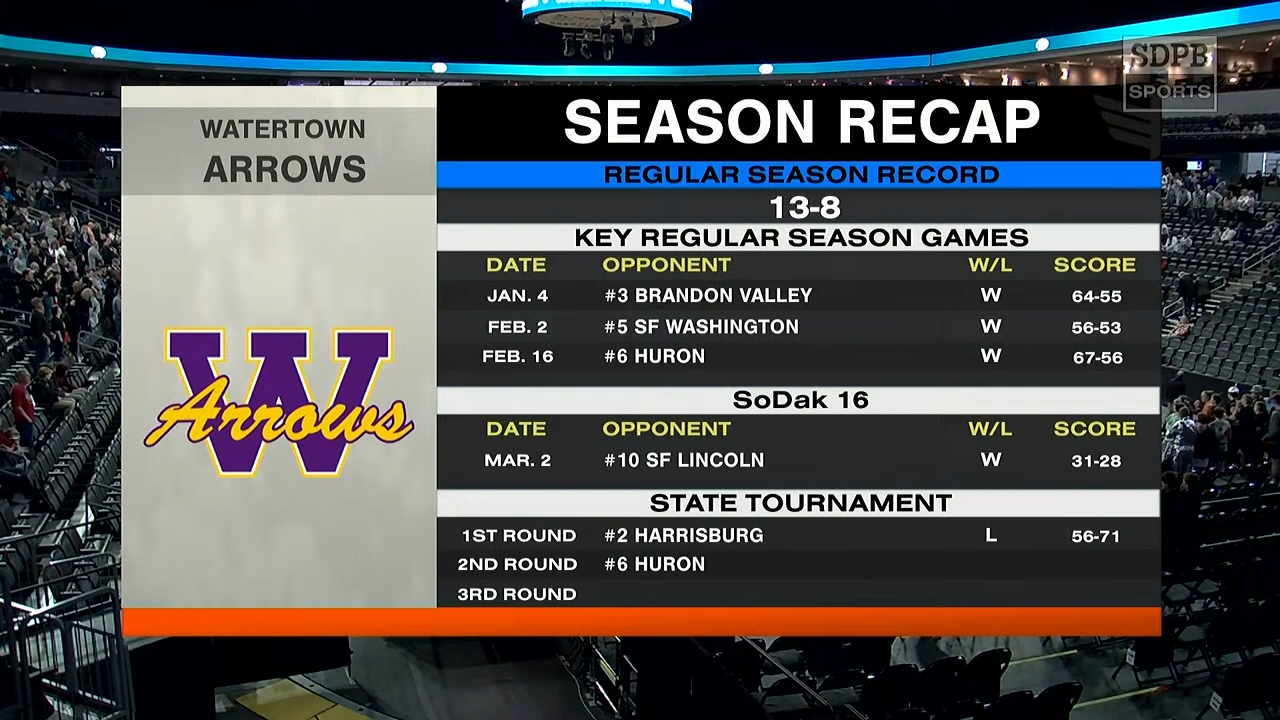 SDPB
SPORTS
WATERTOWN
ARROWS
W
Arrows
SEASON RECAP
REGULAR SEASON RECORD
13-8
KEY REGULAR SEASON GAMES
DATE OPPONENT W/L SCORE
JAN. 4 #3 BRANDON VALLEY W 64-55
FEB. 2 #5 SF WASHINGTON W 56-53
FEB. 16 #6 HURON W 67-56
SoDak 16
DATE OPPONENT W/L SCORE
MAR. 2 #10 SF LINCOLN W 31-28
STATE TOURNAMENT
1ST ROUND #2 HARRISBURG L 56-71
2ND ROUND #6 HURON
3RD ROUND